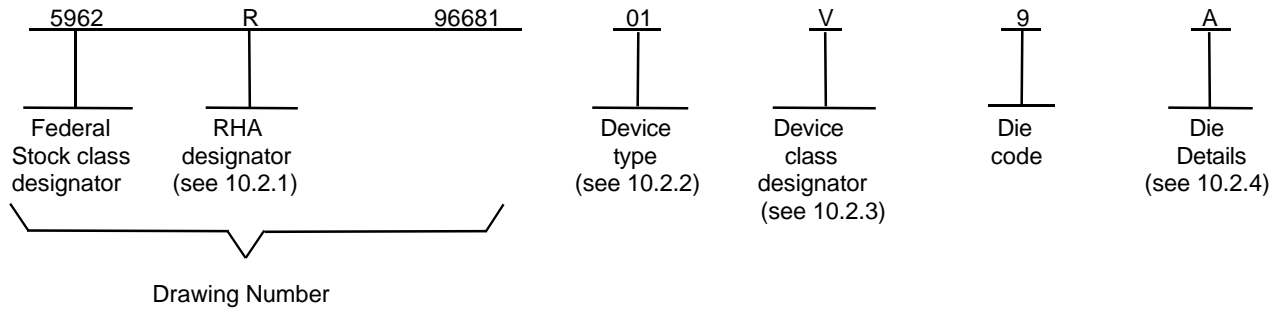 5962 R 96681 01 V 9 A
Federal Stock class designator
RHA designator (see 10.2.1)
Device type (see 10.2.2)
Device class designator (see 10.2.3)
Die code
Die Details (see 10.2.4)
Drawing Number